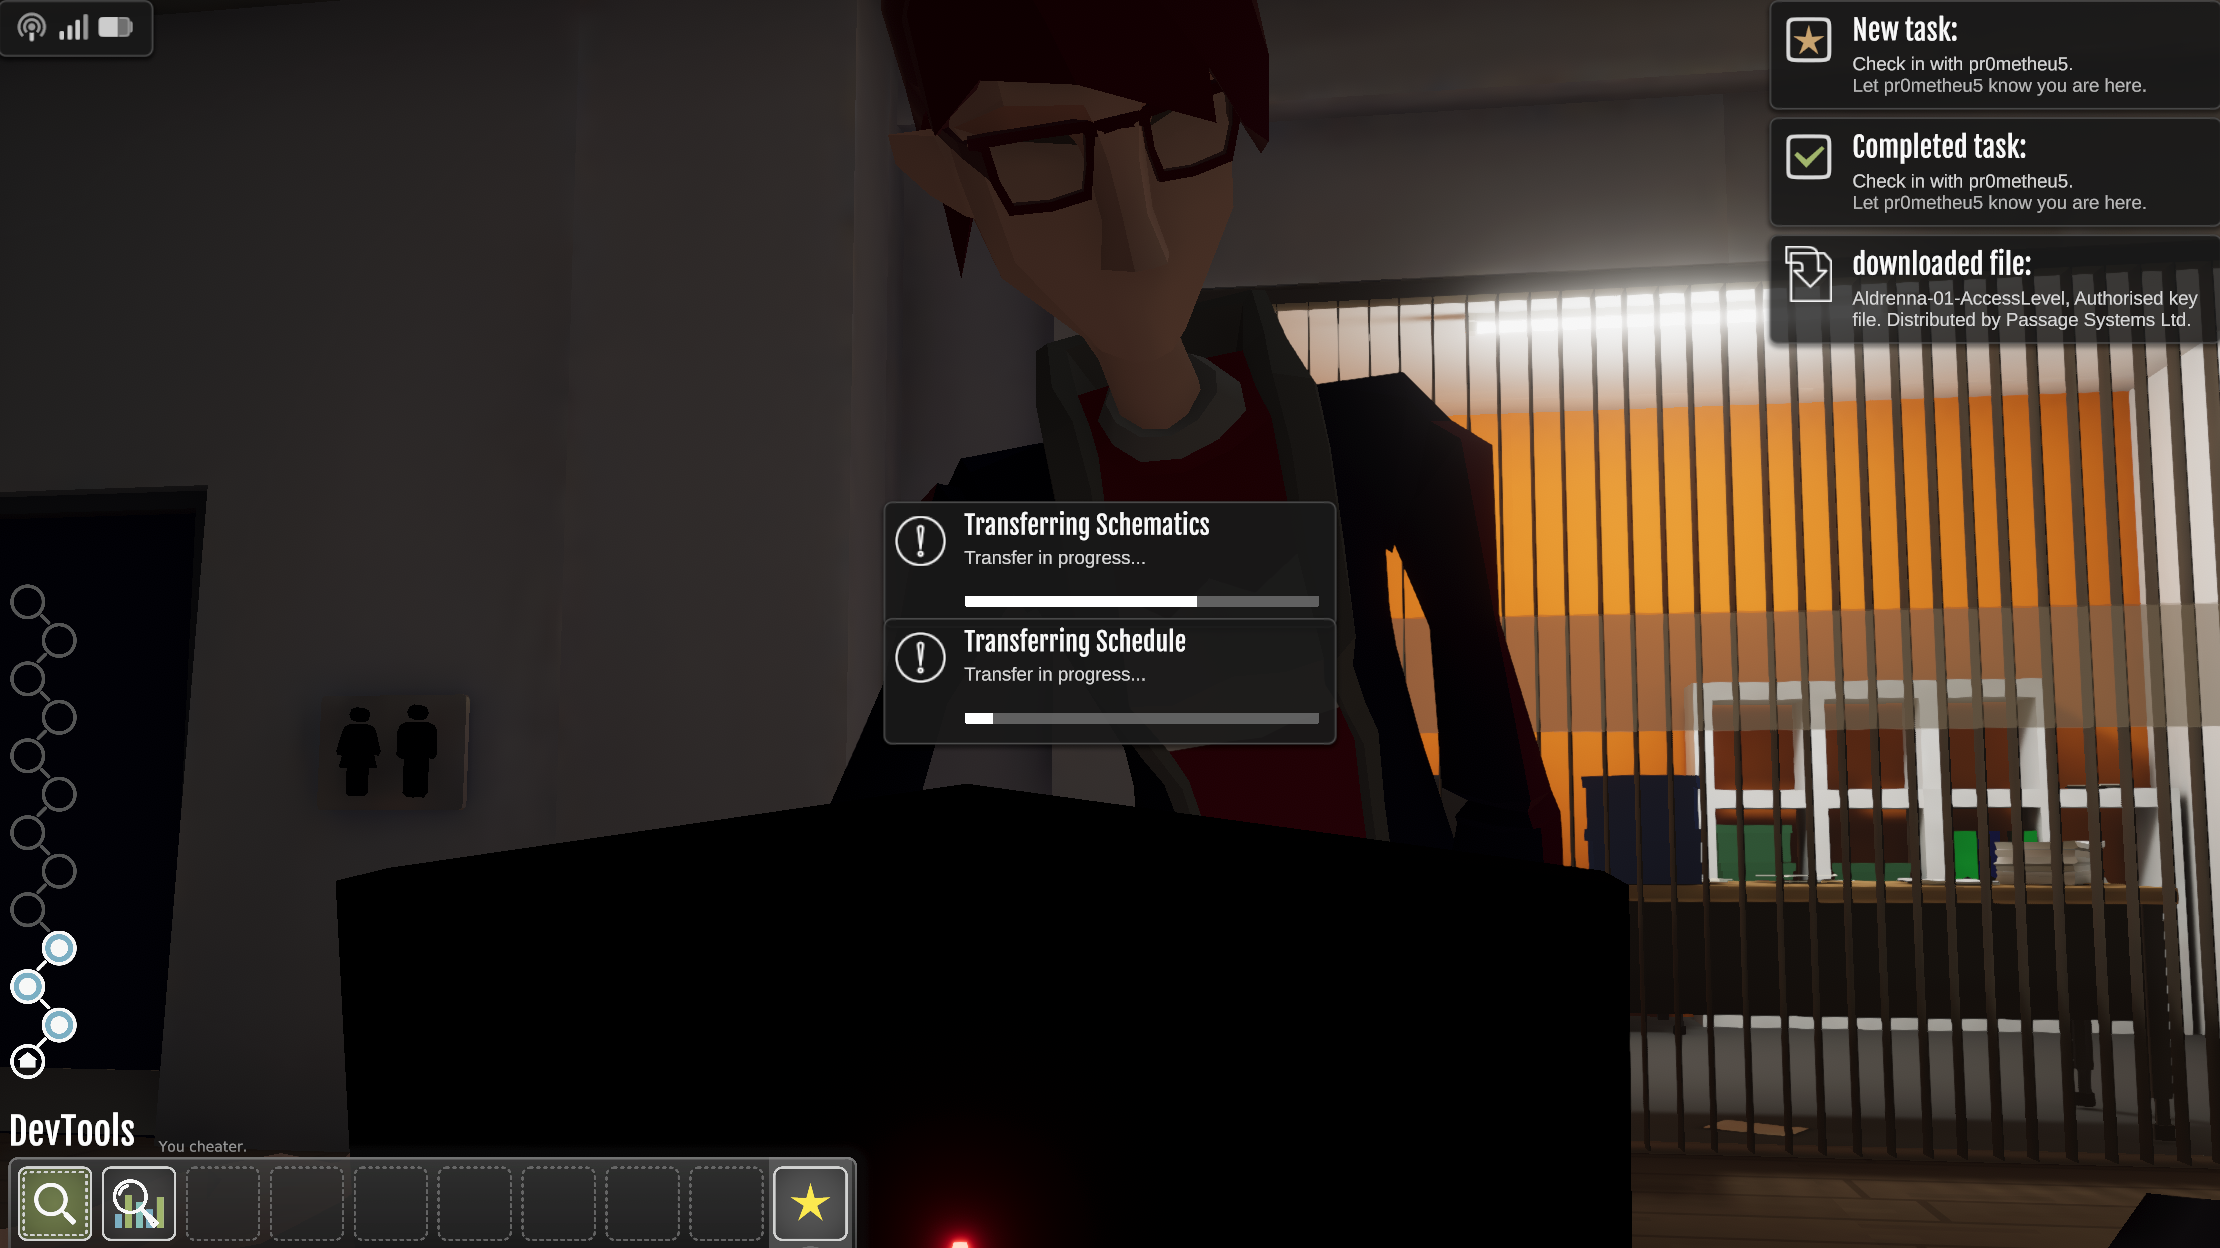 New task:
Check in with pr0metheu5.
Let pr0metheu5 know you are here.
Completed task:
Check in with pr0metheu5.
Let pr0metheu5 know you are here.
downloaded file:
Aldrenna-01-AccessLevel, Authorised key
file. Distributed by Passage Systems Ltd.
Transferring Schematics
Transfer in progress...
Transferring Schedule
Transfer in progress...
DevTools
You cheater.